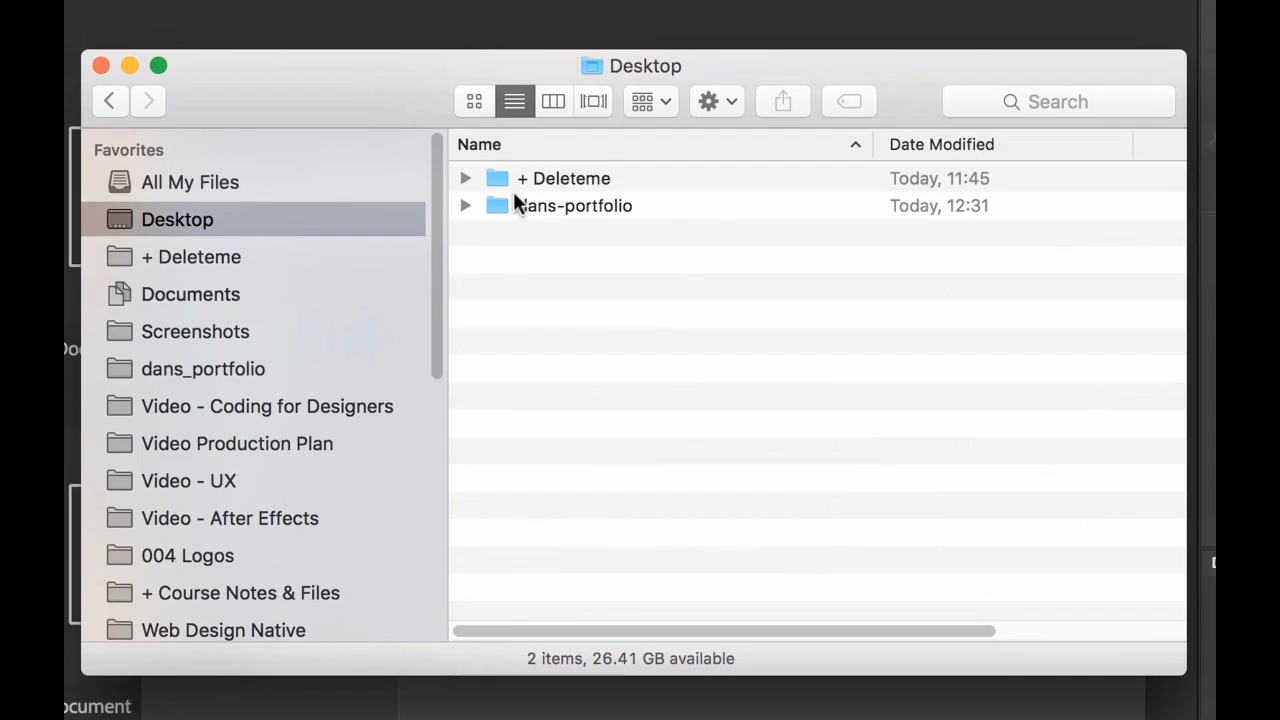 Desktop
Search
Favorites
All My Files
Desktop
+ Deleteme
Documents
Screenshots
dans_portfolio
Video - Coding for Designers
Video Production Plan
Video - UX
Video - After Effects
004 Logos
+ Course Notes & Files
Web Design Native
Name Date Modified
+ Deleteme Today, 11:45
dans-portfolio Today, 12:31
2 items, 26.41 GB available
ocument